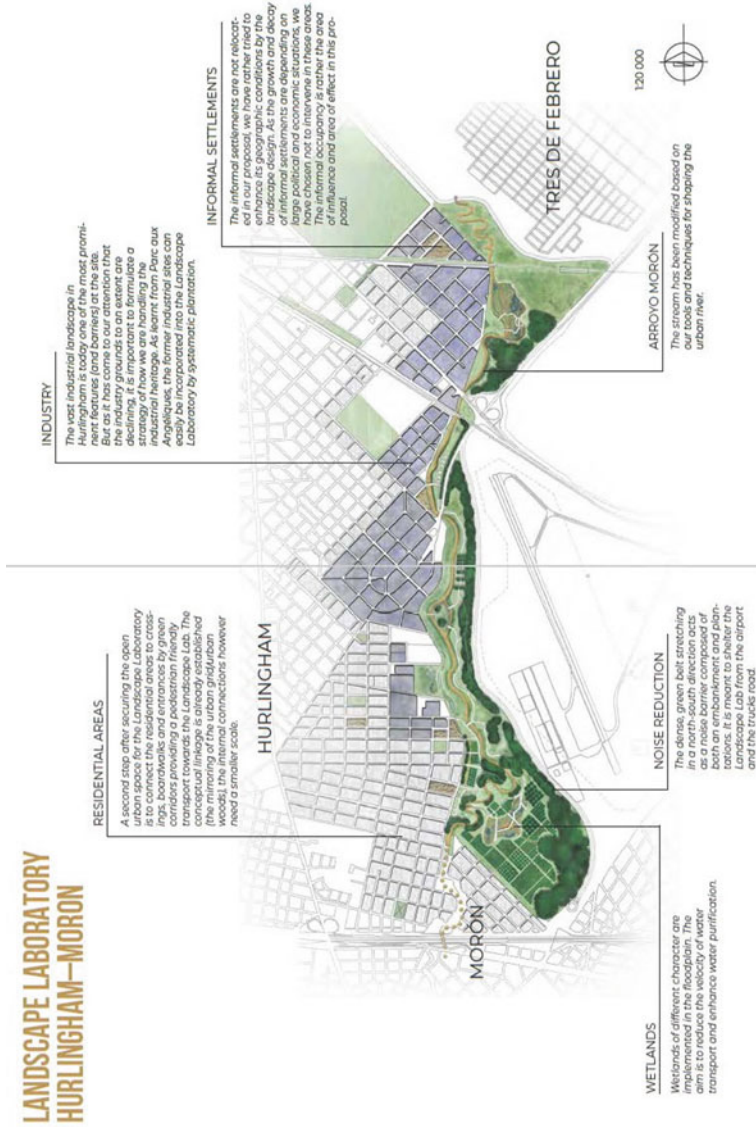 LANDSCAPE LABORATORY
HURLINGHAM—MORON
RESIDENTIAL AREAS
A second step after securing the open
urban space for the Landscape Laboratory
is to connect the residential areas to cross-
ings, boardwalks and entrances by green
corridors providing a pedestrian friendly
transport towards the Landscape Lab. The
conceptual linkage is already established
(the mirroring of the urban grid/urban
woods), the internal connections however
need a smaller scale.
INDUSTRY
The vast industrial landscape in
Hurlingham is today one of the most promi-
nent features (and barriers) at the site.
But as it has come to our attention that
the industry grounds to an extent are
declining, it is important to formulate a
strategy of how we are handling the
industrial heritage. As learnt from Parc aux
Angéliques, the former industrial sites can
easily be incorporated into the Landscape
Laboratory by systematic plantation.
INFORMAL SETTLEMENTS
The informal settlements are not relocat-
ed in our proposal, we have rather tried to
enhance its geographic conditions by the
landscape design. As the growth and decay
of informal settlements are depending on
large political and economic situations, we
have chosen not to intervene in these areas.
The informal occupancy is rather the area
of influence and area of effect in this pro-
posal.
HURLINGHAM
MORÓN
TRES DE FEBRERO
WETLANDS
Wetlands of different character are
implemented in the floodplain. The
aim is to reduce the velocity of water
transport and enhance water purification.
NOISE REDUCTION
The dense, green belt stretching
in a north-south direction acts
as a noise barrier composed of
both an embankment and plan-
tations. It is meant to shelter the
Landscape Lab from the airport
and the trucks road.
ARROYO MORÓN
The stream has been modified based on
our tools and techniques for shaping the
urban river.
1:20 000